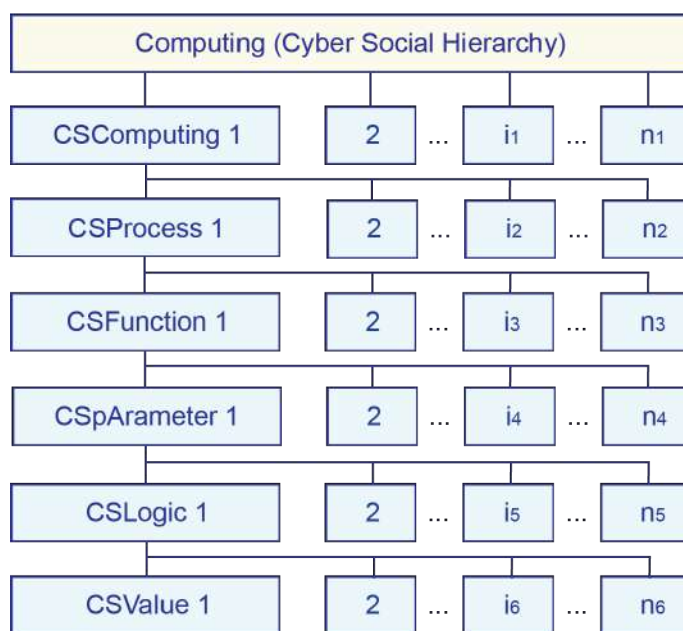 Computing (Cyber Social Hierarchy)
CSComputing 1 2 ... i1 ... n1
CSProcess 1 2 ... i2 ... n2
CSFunction 1 2 ... i3 ... n3
CSpArameter 1 2 ... i4 ... n4
CSLogic 1 2 ... i5 ... n5
CSValue 1 2 ... i6 ... n6